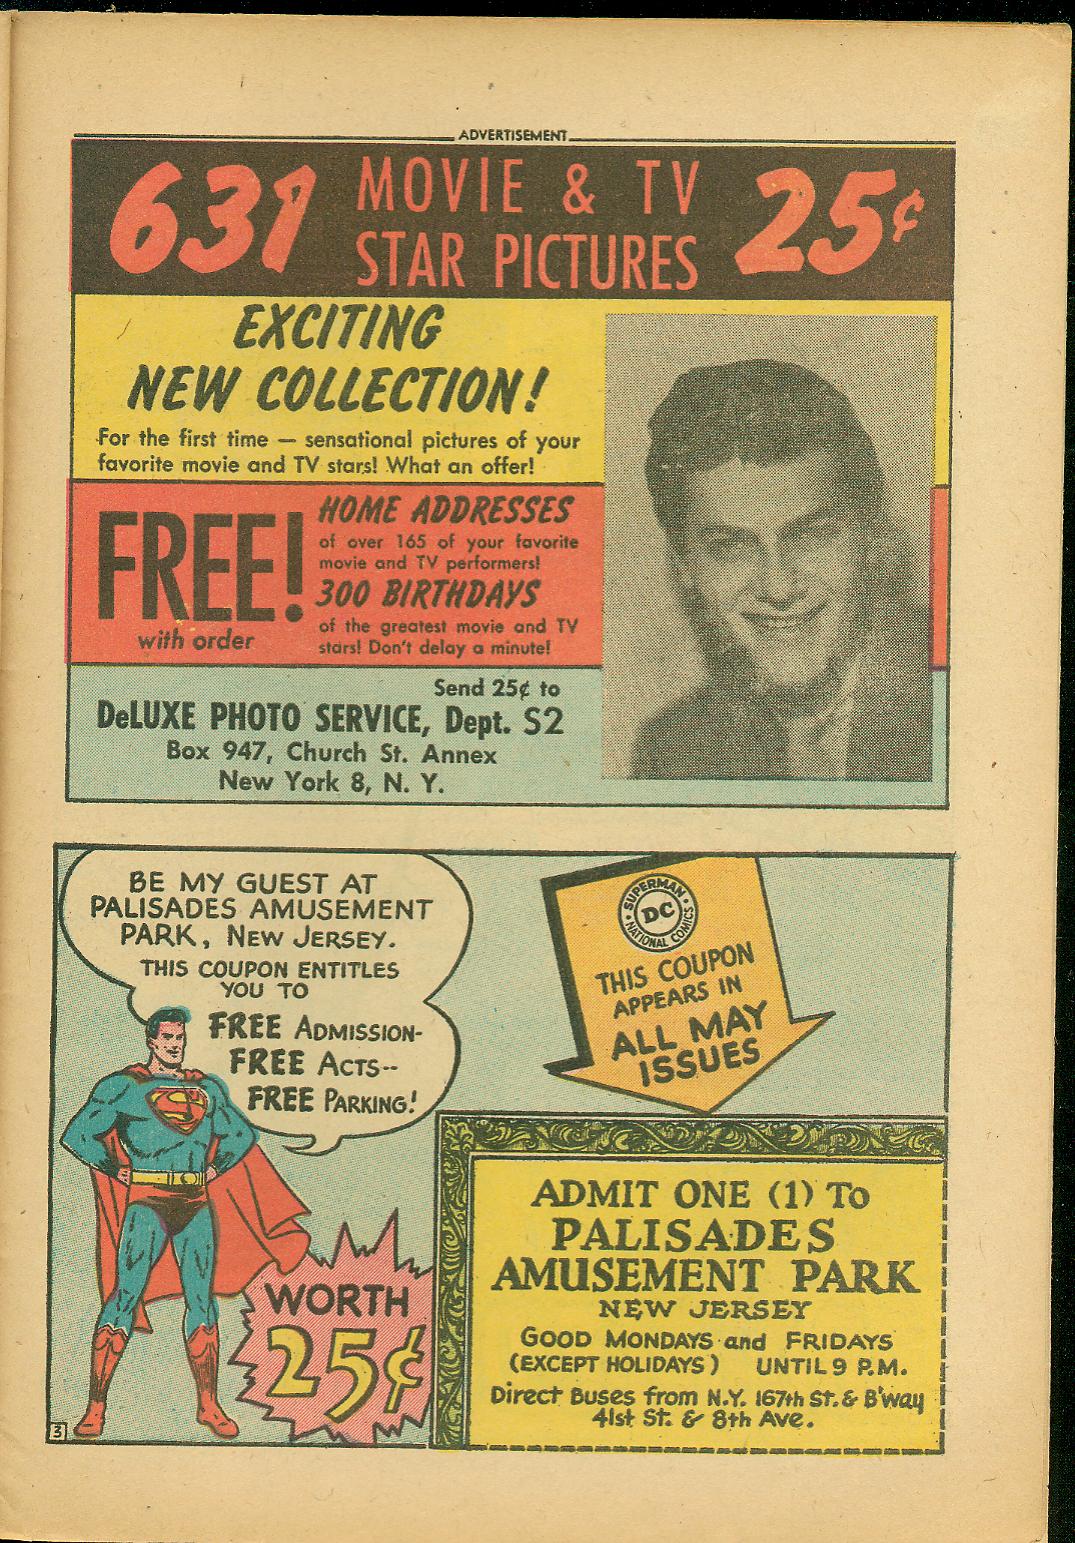 ADVERTISEMENT
631 MOVIE & TV STAR PICTURES 25¢
EXCITING
NEW COLLECTION!
For the first time — sensational pictures of your
favorite movie and TV stars! What an offer!
FREE!
with order
HOME ADDRESSES
of over 165 of your favorite
movie and TV performers!
300 BIRTHDAYS
of the greatest movie and TV
stars! Don't delay a minute!
Send 25¢ to
DeLUXE PHOTO SERVICE, Dept. S2
Box 947, Church St. Annex
New York 8, N. Y.
BE MY GUEST AT
PALISADES AMUSEMENT
PARK, NEW JERSEY.
THIS COUPON ENTITLES
YOU TO
FREE ADMISSION-
FREE ACTS--
FREE PARKING!
SUPERMAN
DC
NATIONAL COMICS
THIS COUPON
APPEARS IN
ALL MAY
ISSUES
S
WORTH
25¢
ADMIT ONE (1) To
PALISADES
AMUSEMENT PARK
NEW JERSEY
GOOD MONDAYS and FRIDAYS
(EXCEPT HOLIDAYS) UNTIL 9 P.M.
Direct Buses from N.Y. 167th St. & B'way
41st St. & 8th Ave.
3